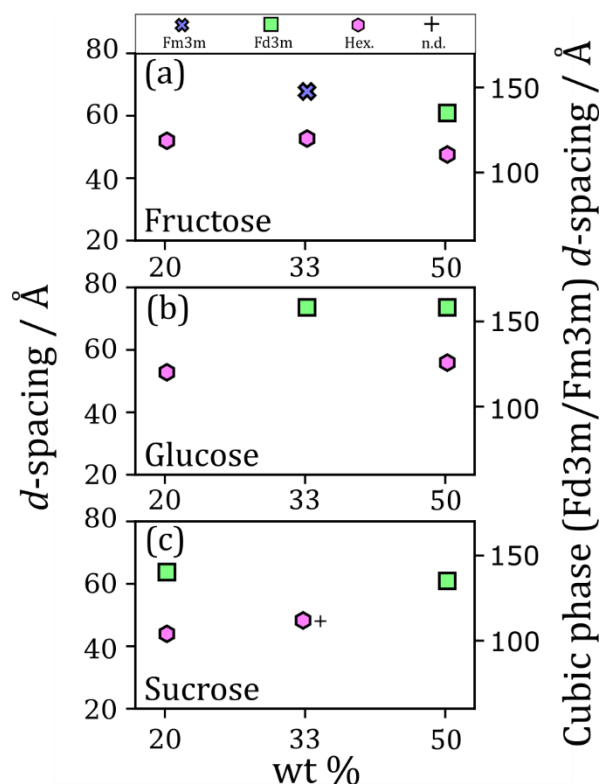 Fm3m Fd3m Hex. n.d.
80
60
40
20
(a)
Fructose
150
100
20 33 50
80
60
40
20
(b)
Glucose
150
100
20 33 50
80
60
40
20
(c)
Sucrose
150
100
20 33 50
wt %
d-spacing / Å
Cubic phase (Fd3m/Fm3m) d-spacing / Å